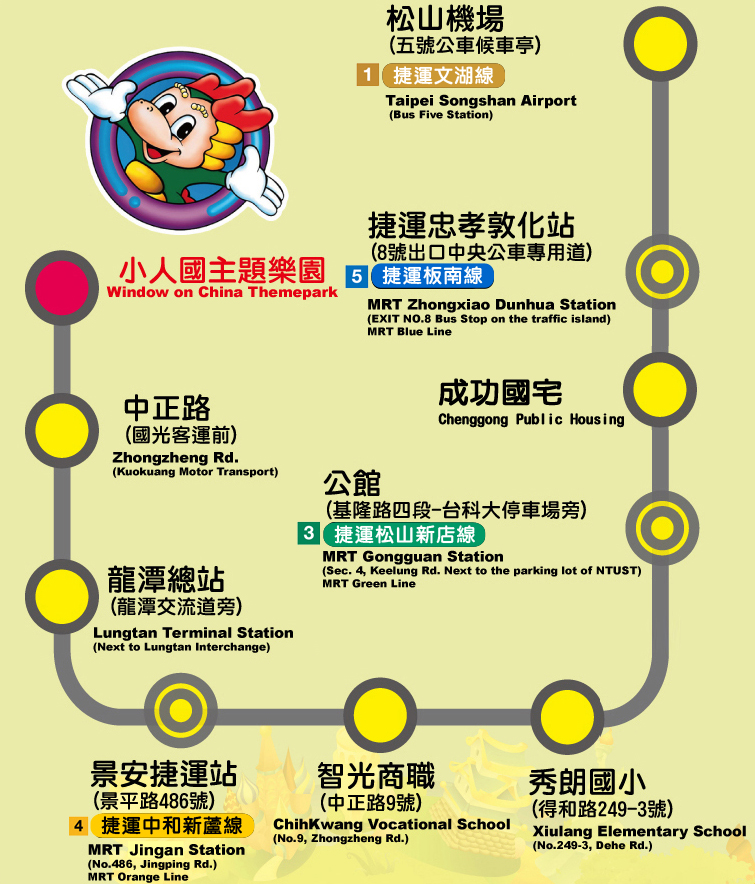 松山機場
(五號公車候車亭)
1 捷運文湖線
Taipei Songshan Airport
(Bus Five Station)
捷運忠孝敦化站
(8號出口中央公車專用道)
5 捷運板南線
MRT Zhongxiao Dunhua Station
(EXIT NO.8 Bus Stop on the traffic island)
MRT Blue Line
小人國主題樂園
Window on China Themepark
成功國宅
Chenggong Public Housing
中正路
(國光客運前)
Zhongzheng Rd.
(Kuokuang Motor Transport)
公館
(基隆路四段-台科大停車場旁)
3 捷運松山新店線
MRT Gongguan Station
(Sec. 4, Keelung Rd. Next to the parking lot of NTUST)
MRT Green Line
龍潭總站
(龍潭交流道旁)
Lungtan Terminal Station
(Next to Lungtan Interchange)
景安捷運站
(景平路486號)
4 捷運中和新蘆線
MRT Jingan Station
(No.486, Jingping Rd.)
MRT Orange Line
智光商職
(中正路9號)
ChihKwang Vocational School
(No.9, Zhongzheng Rd.)
秀朗國小
(得和路249-3號)
Xiulang Elementary School
(No.249-3, Dehe Rd.)